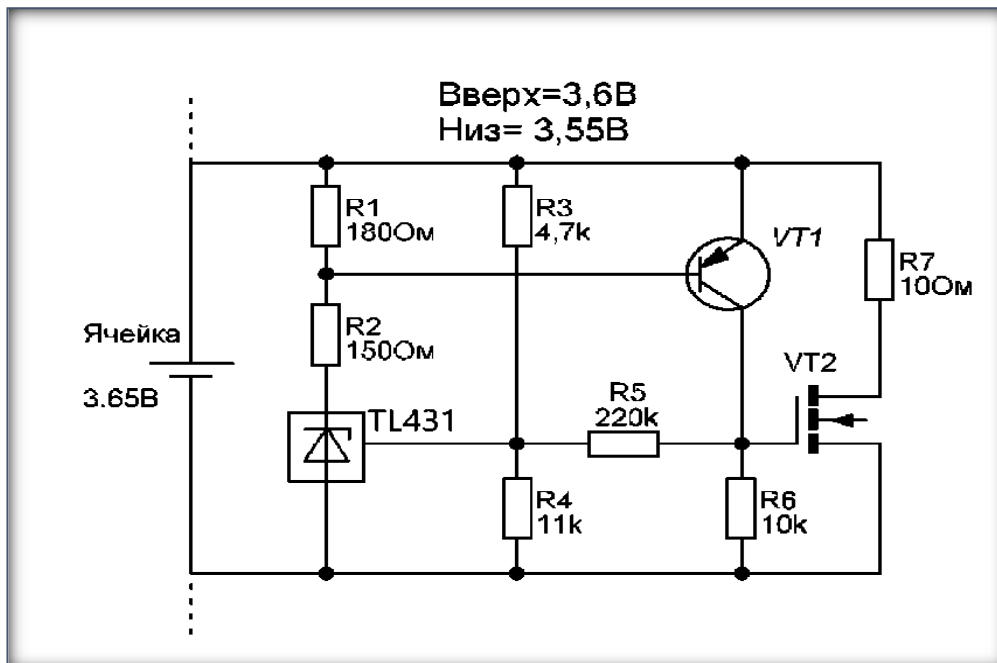 Вверх=3,6В
Низ= 3,55В
R1
180Ом
R3
4,7k
VT1
R7
10Ом
R2
150Ом
Ячейка
3.65В
TL431
R5
220k
VT2
R4
11k
R6
10k